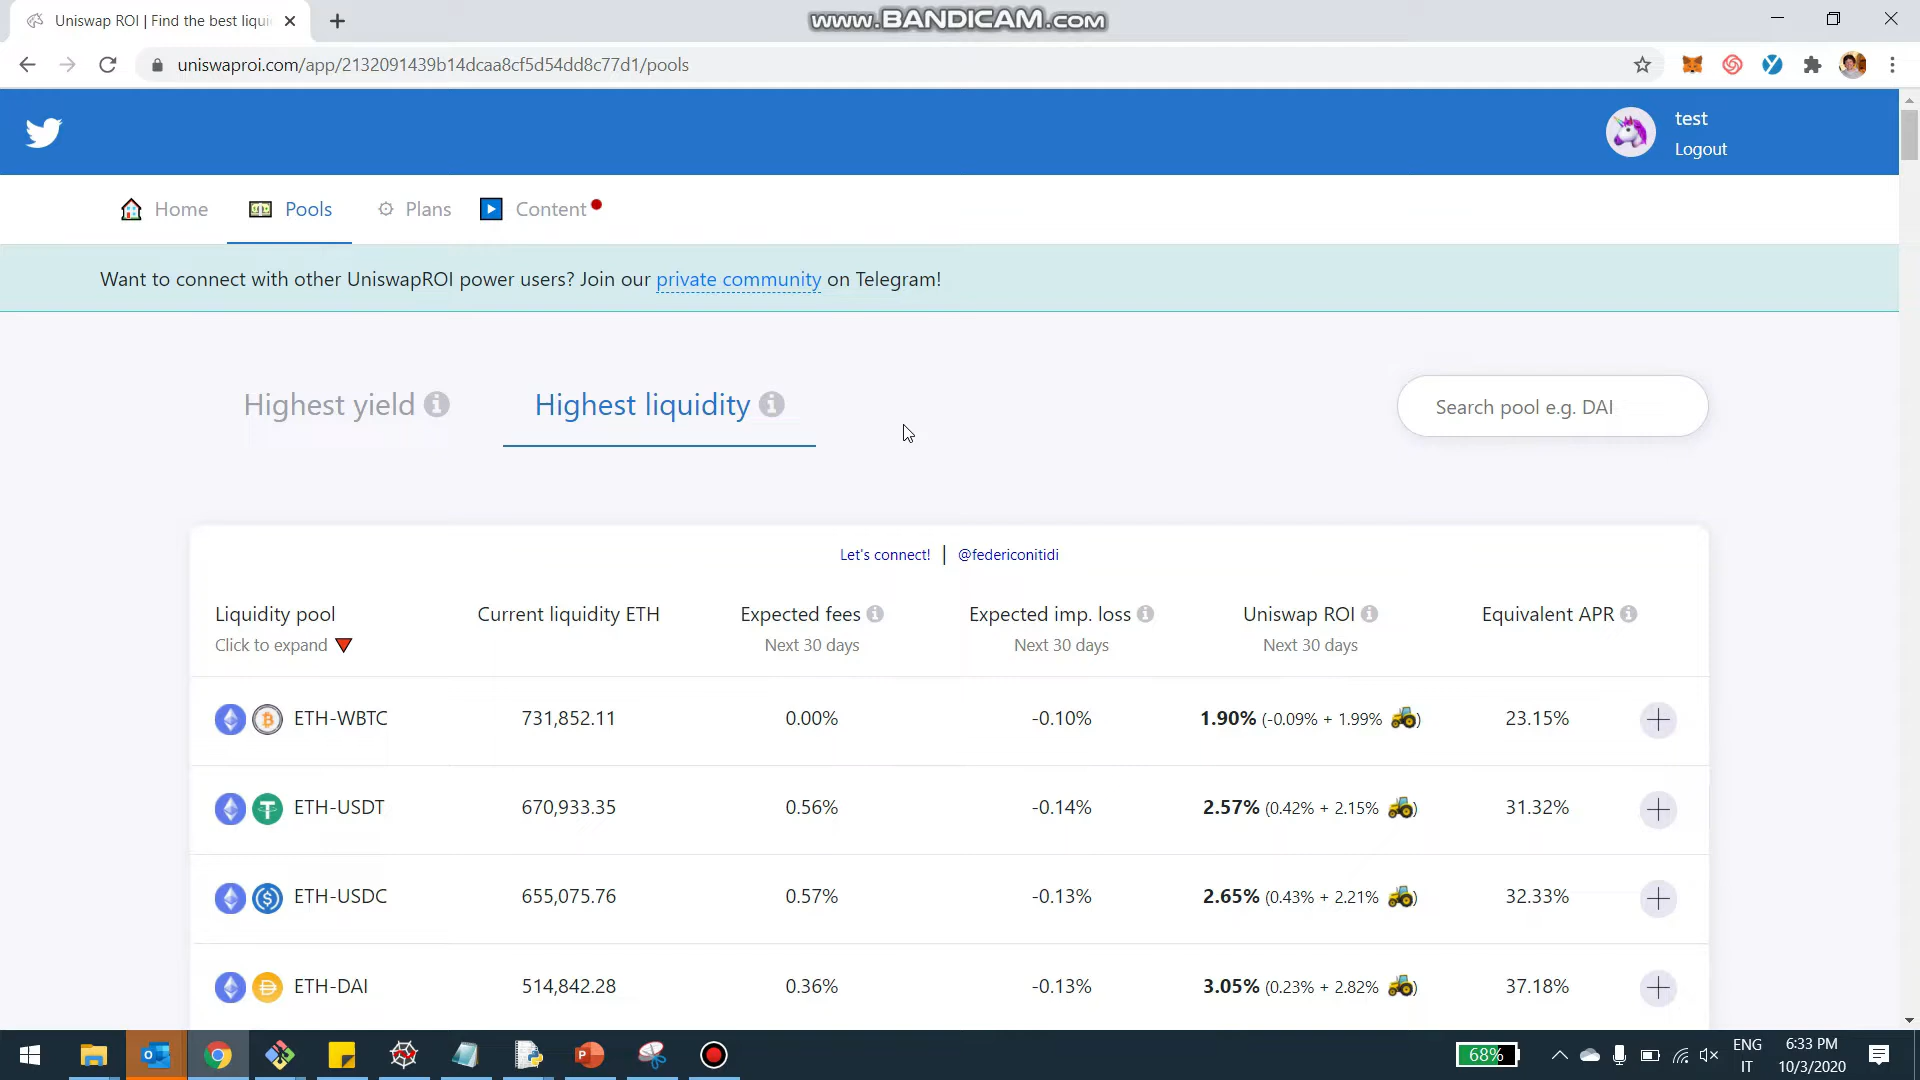 Uniswap ROI | Find the best liqui
www.BANDICAM.com
uniswaproi.com/app/2132091439b14dcaa8cf5d54dd8c77d1/pools
test
Logout
Home Pools Plans Content
Want to connect with other UniswapROI power users? Join our private community on Telegram!
Highest yield Highest liquidity Search pool e.g. DAI
Let's connect! | @federiconitidi
Liquidity pool Current liquidity ETH Expected fees Expected imp. loss Uniswap ROI Equivalent APR
Click to expand Next 30 days Next 30 days Next 30 days
ETH-WBTC 731,852.11 0.00% -0.10% 1.90% (-0.09% + 1.99% ) 23.15%
ETH-USDT 670,933.35 0.56% -0.14% 2.57% (0.42% + 2.15% ) 31.32%
ETH-USDC 655,075.76 0.57% -0.13% 2.65% (0.43% + 2.21% ) 32.33%
ETH-DAI 514,842.28 0.36% -0.13% 3.05% (0.23% + 2.82% ) 37.18%
68% ENG 6:33 PM
IT 10/3/2020